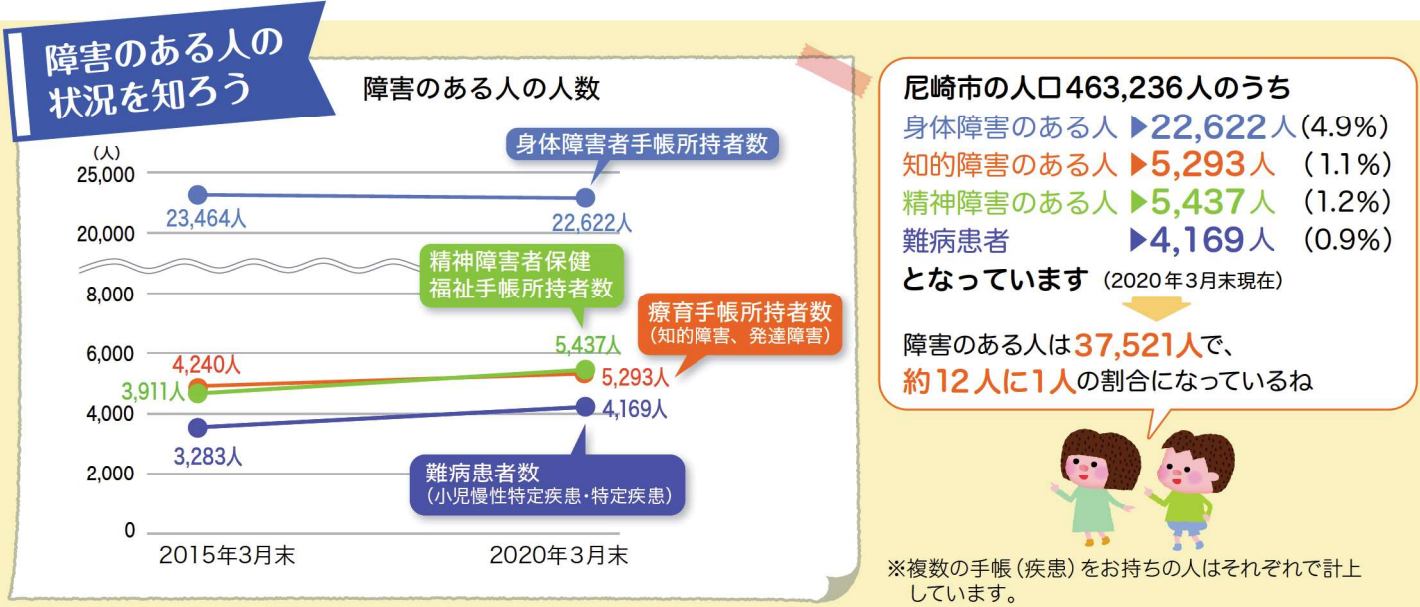 障害のある人の
状況を知ろう
障害のある人の人数
(人)
25,000
20,000
8,000
6,000
4,000
2,000
0
身体障害者手帳所持者数
23,464人
22,622人
精神障害者保健
福祉手帳所持者数
療育手帳所持者数
(知的障害、発達障害)
4,240人
3,911人
5,437人
5,293人
3,283人
4,169人
難病患者数
(小児慢性特定疾患・特定疾患)
2015年3月末
2020年3月末
尼崎市の人口463,236人のうち
身体障害のある人 ▶22,622人(4.9%)
知的障害のある人 ▶5,293人 (1.1%)
精神障害のある人 ▶5,437人 (1.2%)
難病患者 ▶4,169人 (0.9%)
となっています (2020年3月末現在)
障害のある人は37,521人で、
約12人に1人の割合になっているね
※複数の手帳(疾患)をお持ちの人はそれぞれで計上
しています。